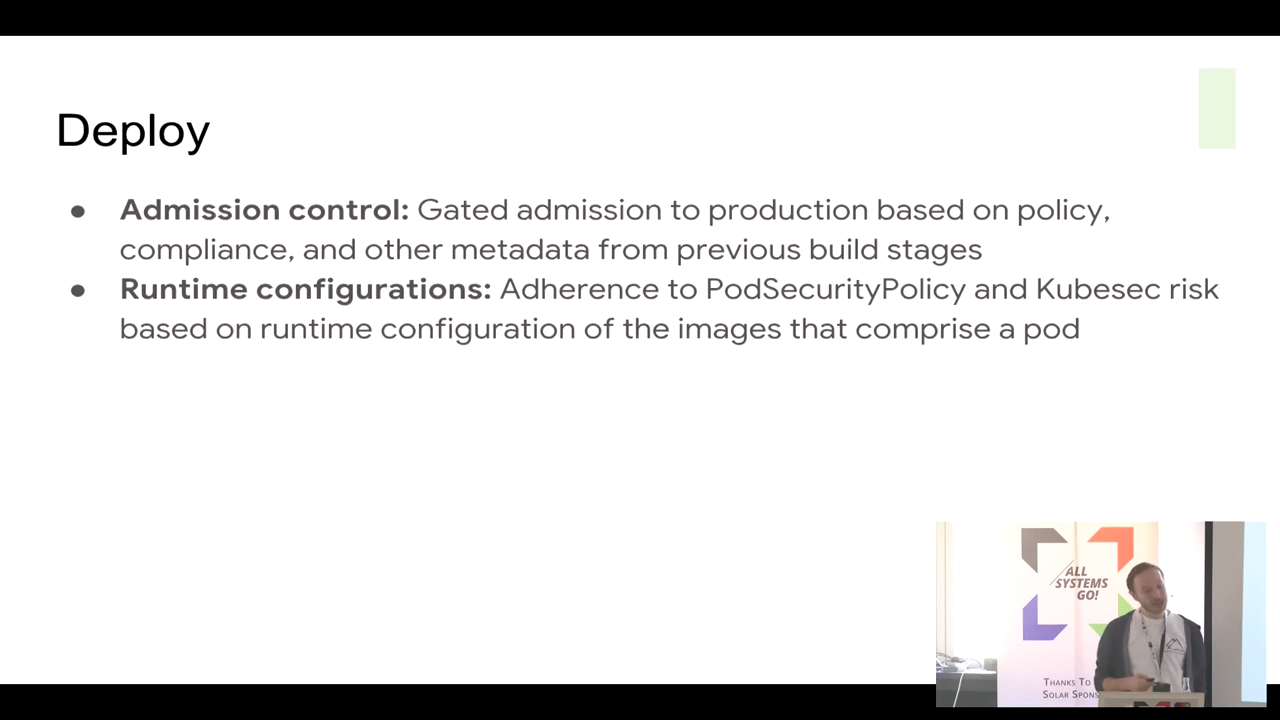 Deploy
● Admission control: Gated admission to production based on policy,
compliance, and other metadata from previous build stages
● Runtime configurations: Adherence to PodSecurityPolicy and Kubesec risk
based on runtime configuration of the images that comprise a pod
ALL
SYSTEMS
GO!
THANKS TO
SOLAR SPONS